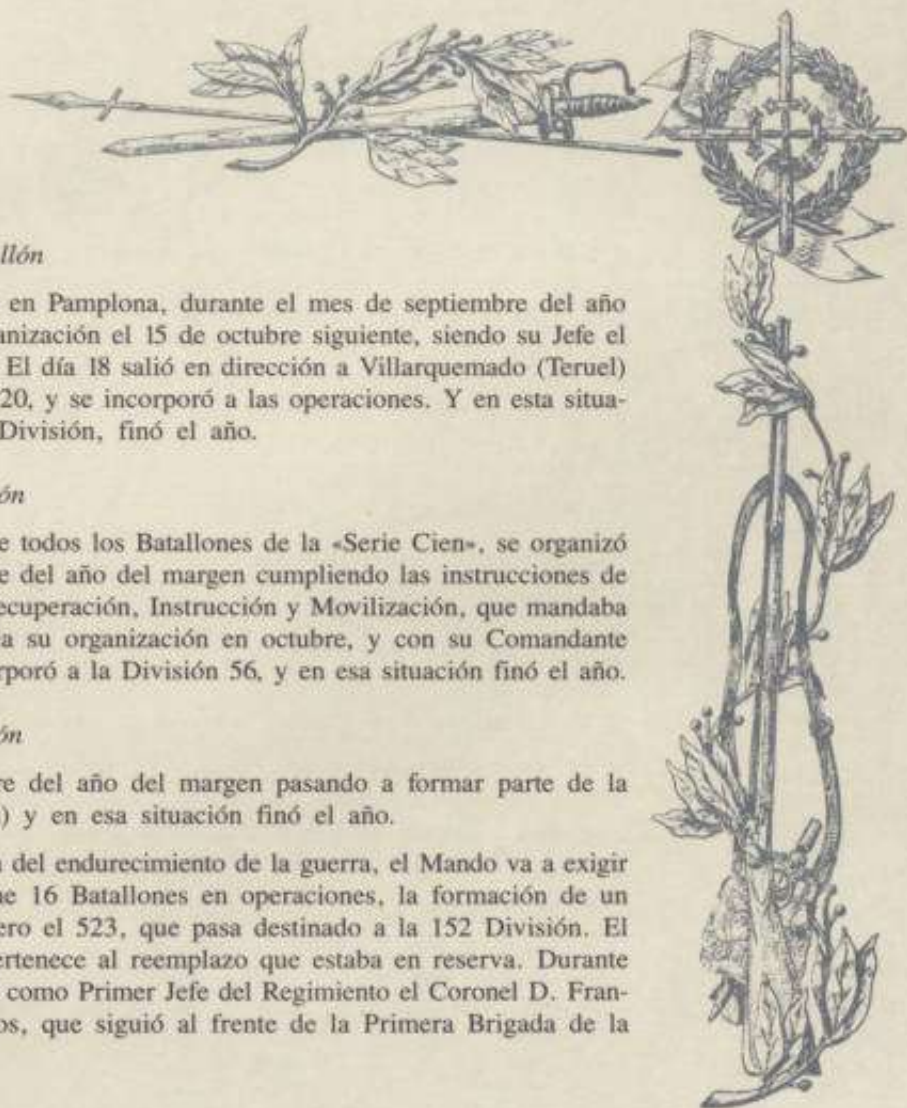 llón
en Pamplona, durante el mes de septiembre del año
anización el 15 de octubre siguiente, siendo su Jefe el
El día 18 salió en dirección a Villarquemado (Teruel)
20, y se incorporó a las operaciones. Y en esta situa-
División, finó el año.
ón
e todos los Batallones de la «Serie Cien», se organizó
e del año del margen cumpliendo las instrucciones de
ecuperación, Instrucción y Movilización, que mandaba
a su organización en octubre, y con su Comandante
rporó a la División 56, y en esa situación finó el año.
ón
re del año del margen pasando a formar parte de la
) y en esa situación finó el año.
a del endurecimiento de la guerra, el Mando va a exigir
ne 16 Batallones en operaciones, la formación de un
ero el 523, que pasa destinado a la 152 División. El
ertenece al reemplazo que estaba en reserva. Durante
como Primer Jefe del Regimiento el Coronel D. Fran-
os, que siguió al frente de la Primera Brigada de la